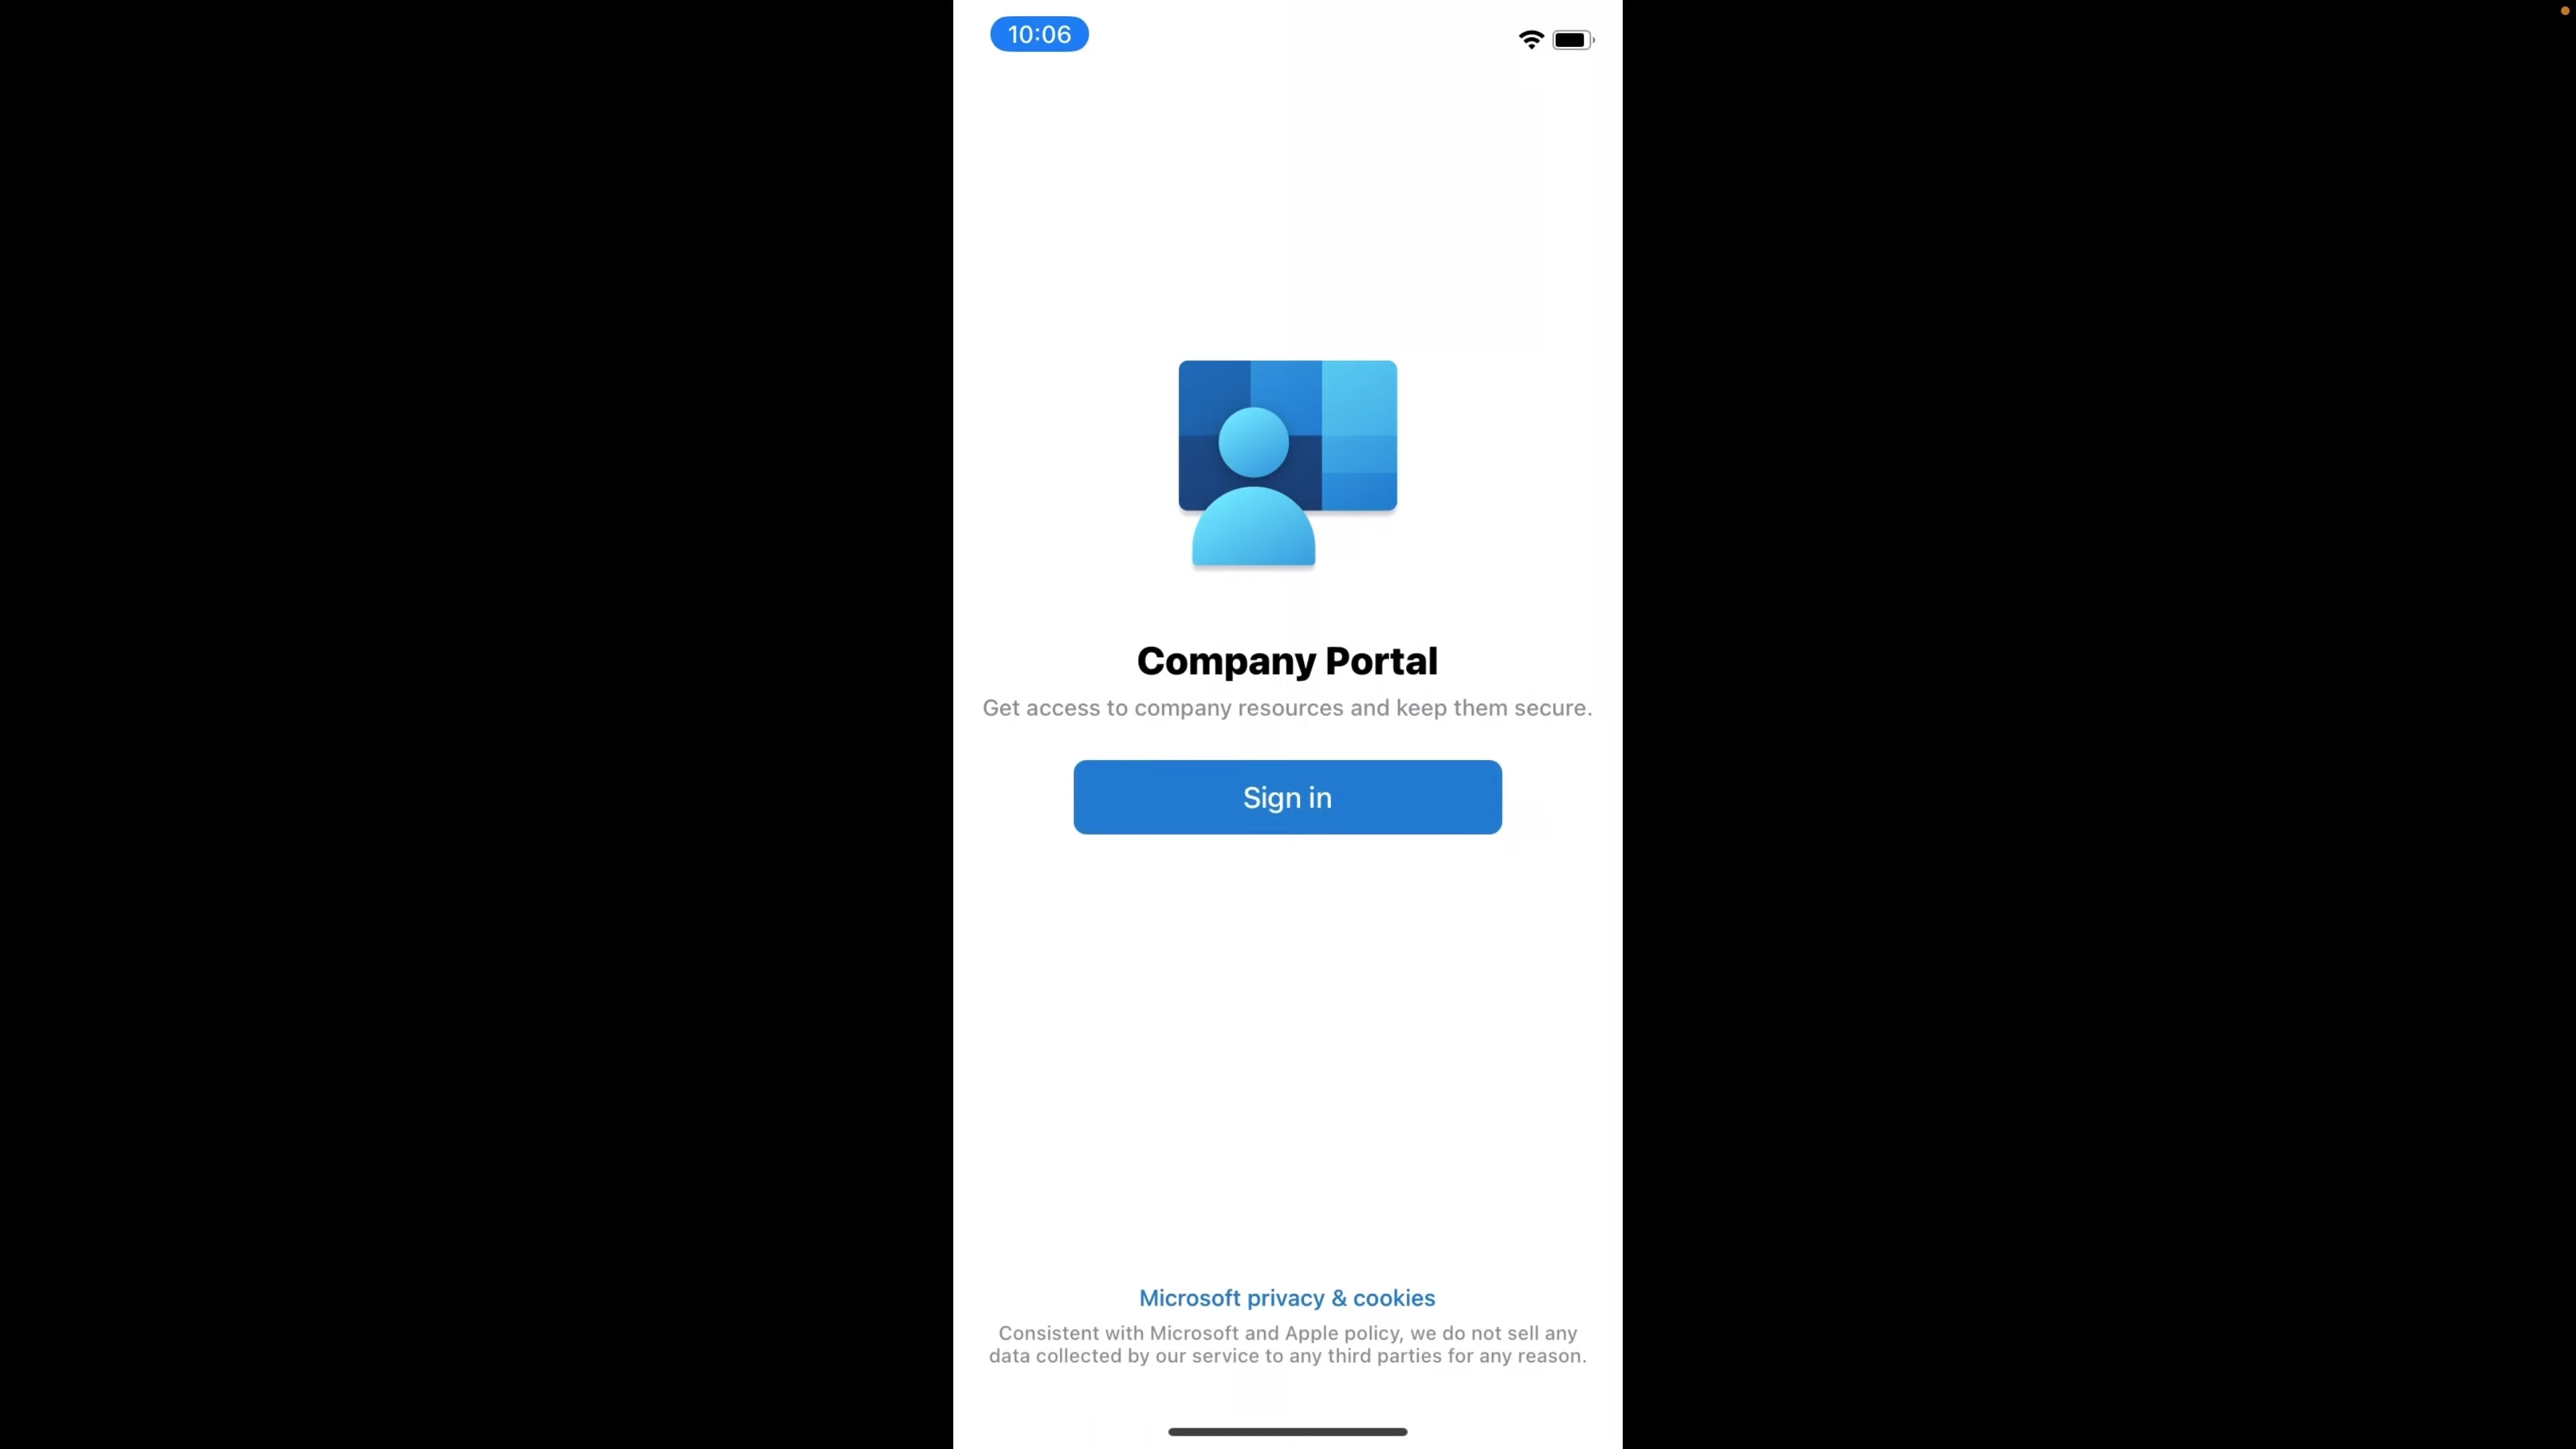 10:06
Company Portal
Get access to company resources and keep them secure.
Sign in
Microsoft privacy & cookies
Consistent with Microsoft and Apple policy, we do not sell any
data collected by our service to any third parties for any reason.